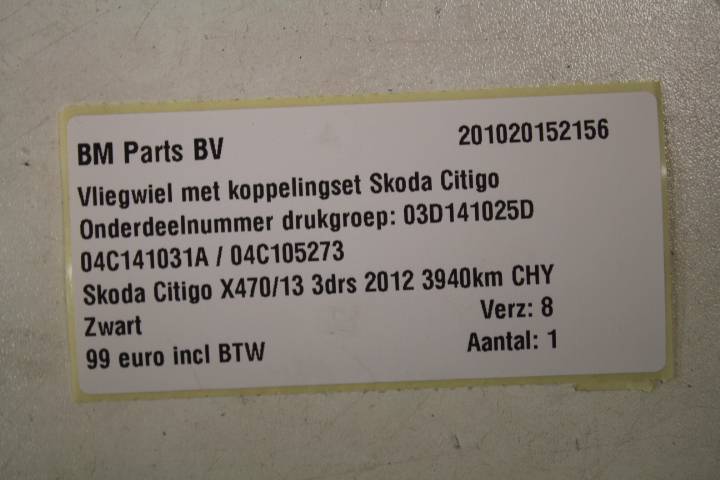 BM Parts BV 201020152156
Vliegwiel met koppelingset Skoda Citigo
Onderdeelnummer drukgroep: 03D141025D
04C141031A / 04C105273
Skoda Citigo X470/13 3drs 2012 3940km CHY
Zwart Verz: 8
99 euro incl BTW Aantal: 1